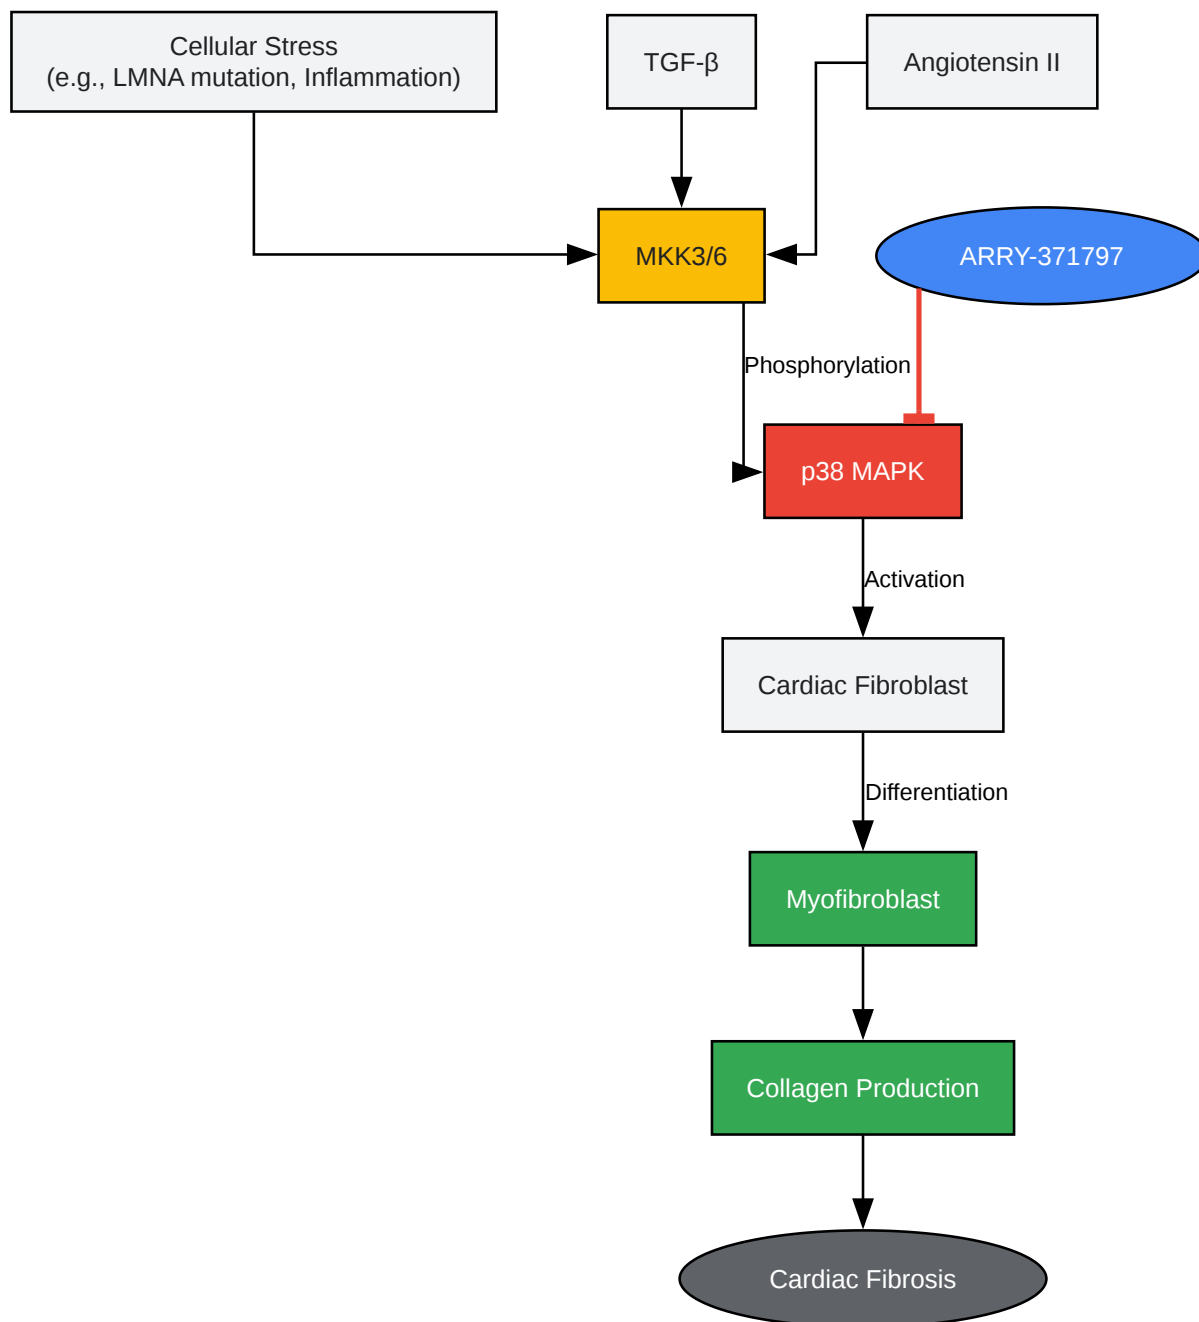 Cellular Stress
(e.g., LMNA mutation, Inflammation)
TGF-β
Angiotensin II
MKK3/6
ARRY-371797
Phosphorylation
p38 MAPK
Activation
Cardiac Fibroblast
Differentiation
Myofibroblast
Collagen Production
Cardiac Fibrosis